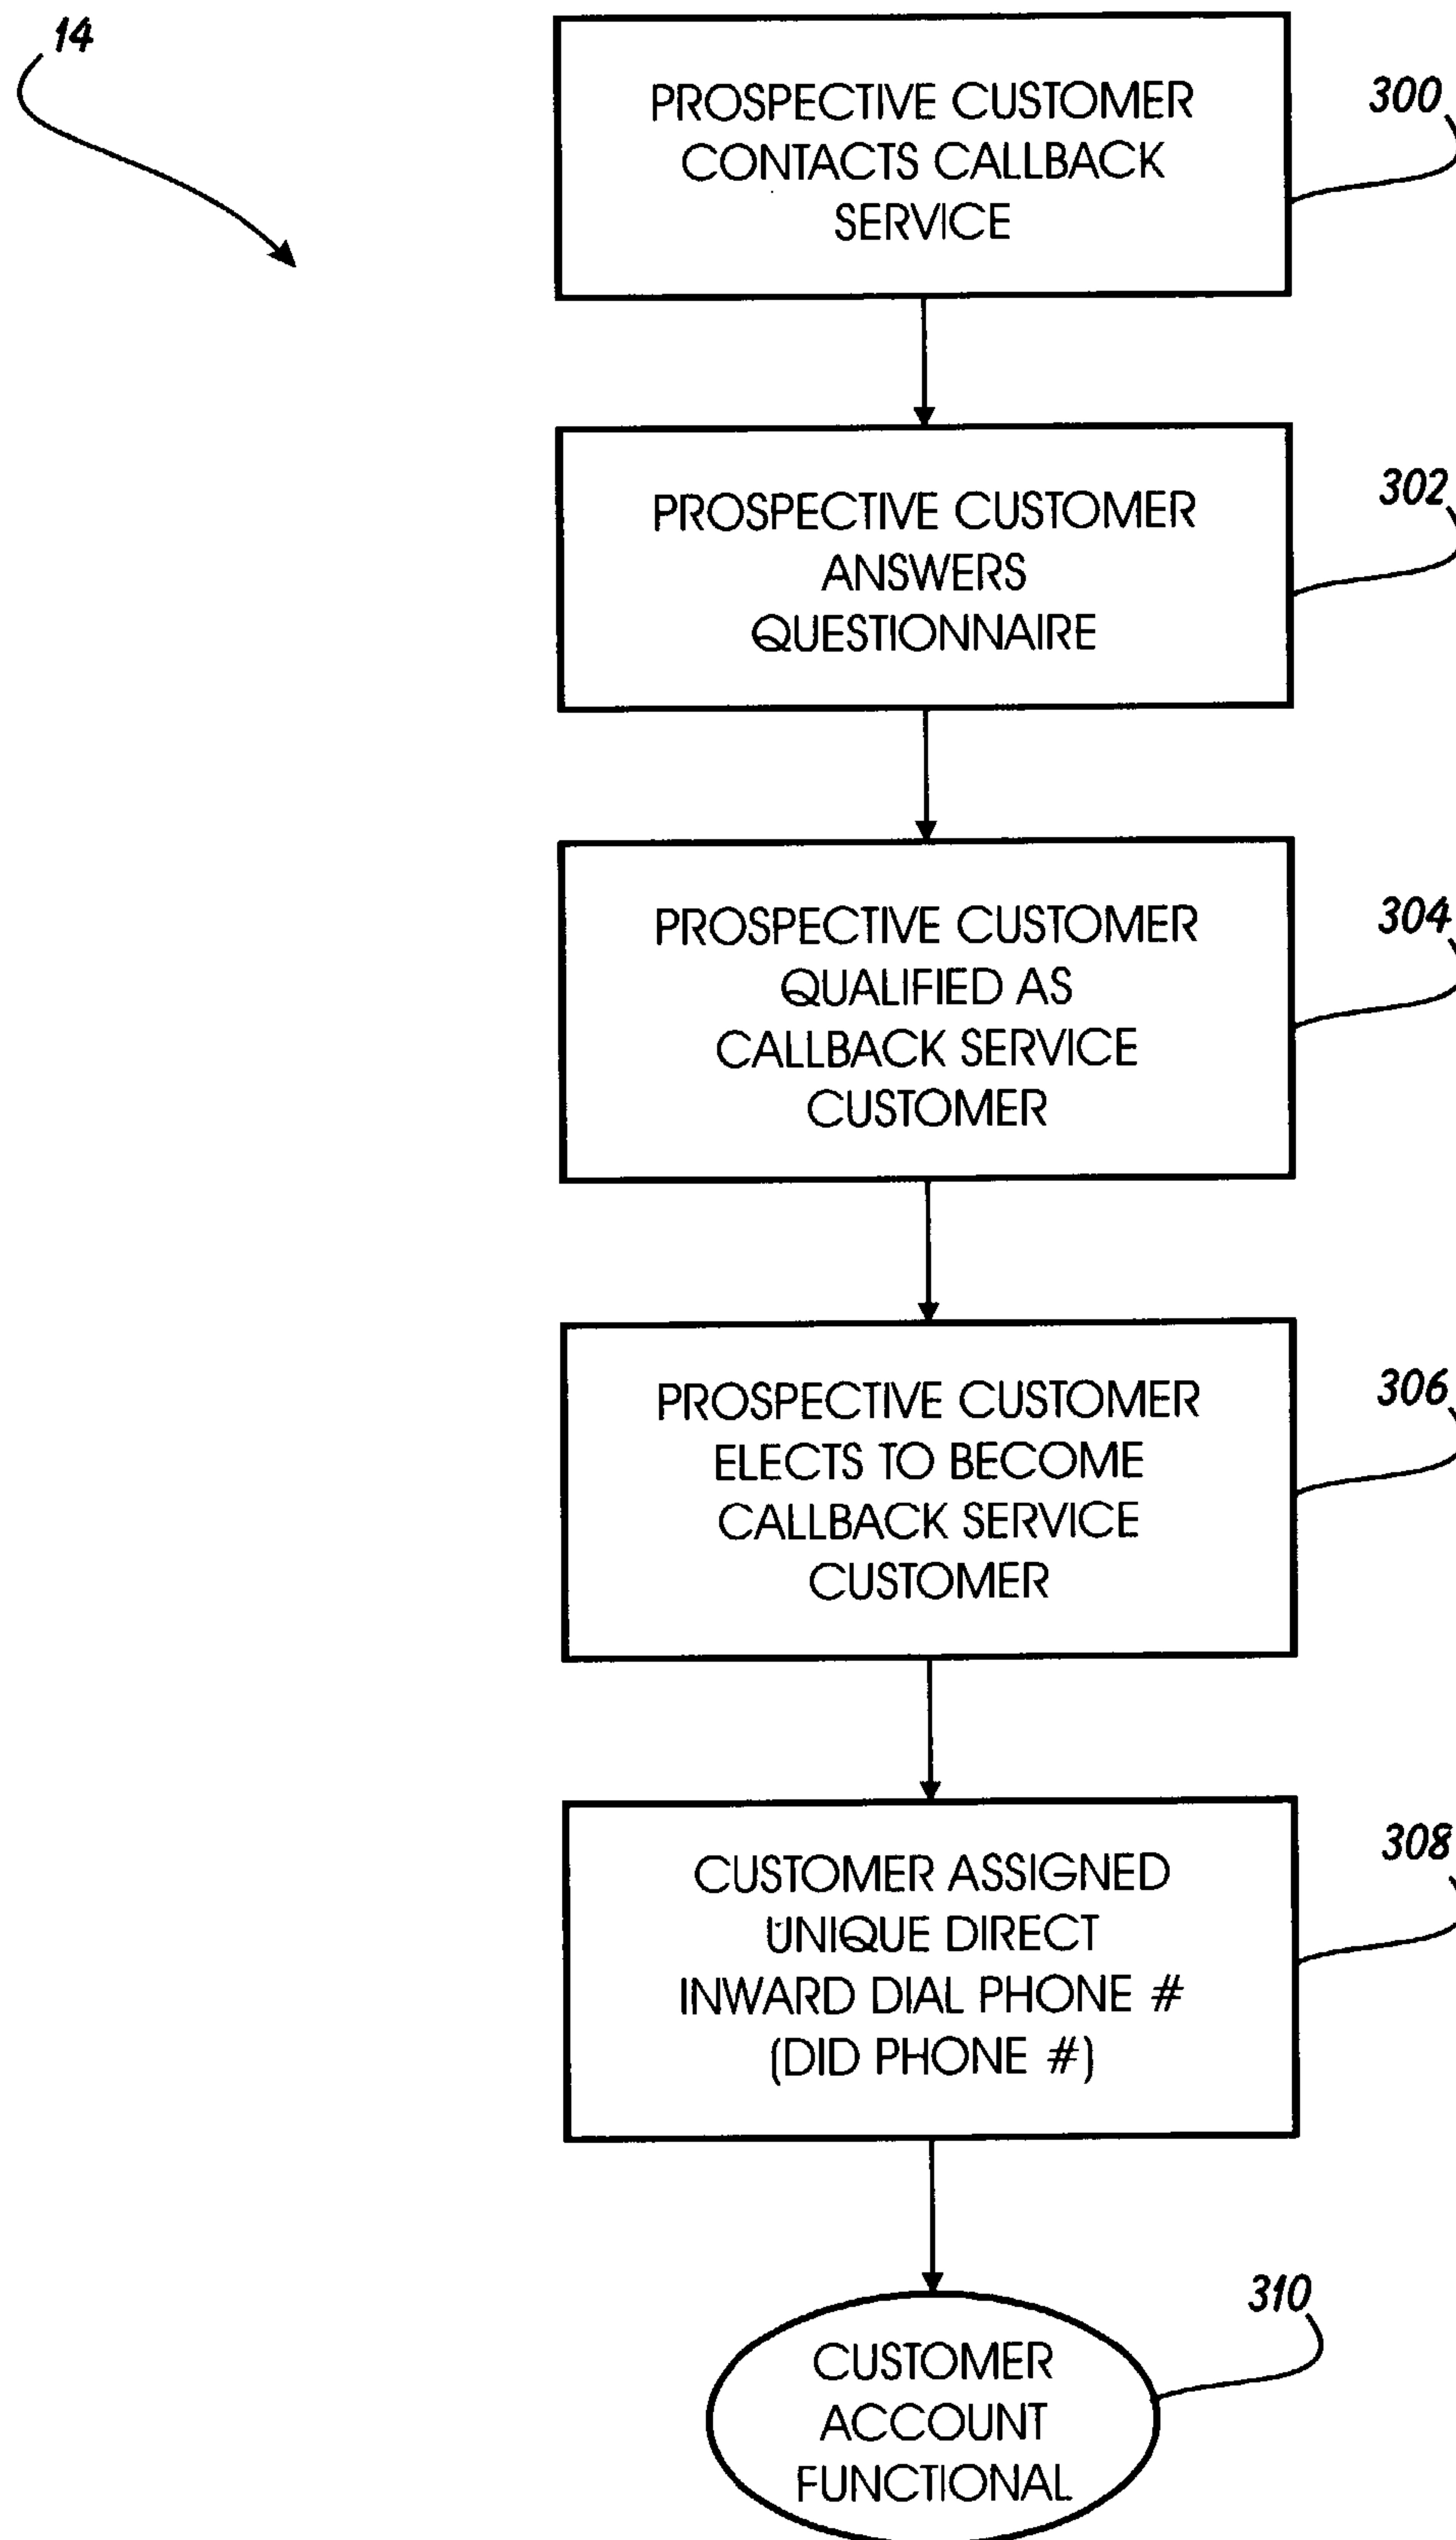 14
PROSPECTIVE CUSTOMER
CONTACTS CALLBACK
SERVICE
300
PROSPECTIVE CUSTOMER
ANSWERS
QUESTIONNAIRE
302
PROSPECTIVE CUSTOMER
QUALIFIED AS
CALLBACK SERVICE
CUSTOMER
304
PROSPECTIVE CUSTOMER
ELECTS TO BECOME
CALLBACK SERVICE
CUSTOMER
306
CUSTOMER ASSIGNED
UNIQUE DIRECT
INWARD DIAL PHONE #
(DID PHONE #)
308
CUSTOMER
ACCOUNT
FUNCTIONAL
310